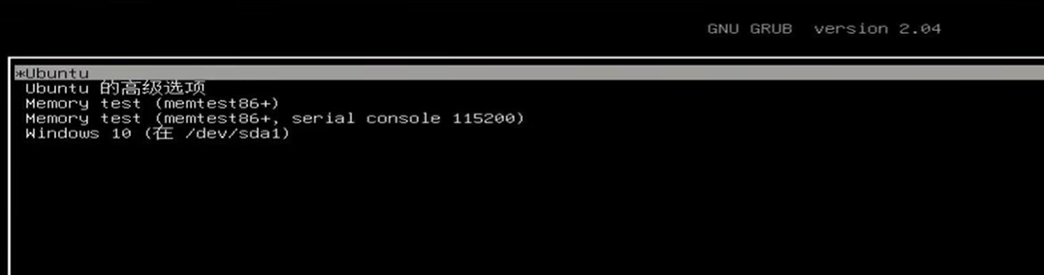 GNU GRUB  version 2.04
*Ubuntu
Ubuntu 的高级选项
Memory test (memtest86+)
Memory test (memtest86+, serial console 115200)
Windows 10 (在 /dev/sda1)